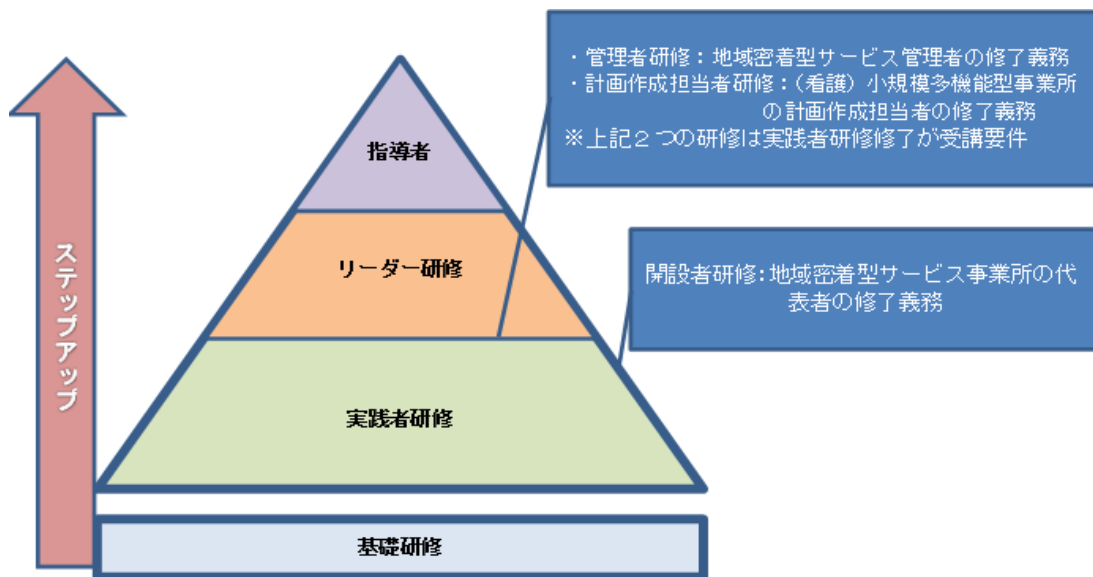 ・管理者研修：地域密着型サービス管理者の修了義務
・計画作成担当者研修：（看護）小規模多機能型事業所
の計画作成担当者の修了義務
※上記２つの研修は実践者研修修了が受講要件
開設者研修:地域密着型サービス事業所の代
表者の修了義務
ステップアップ
指導者
リーダー研修
実践者研修
基礎研修